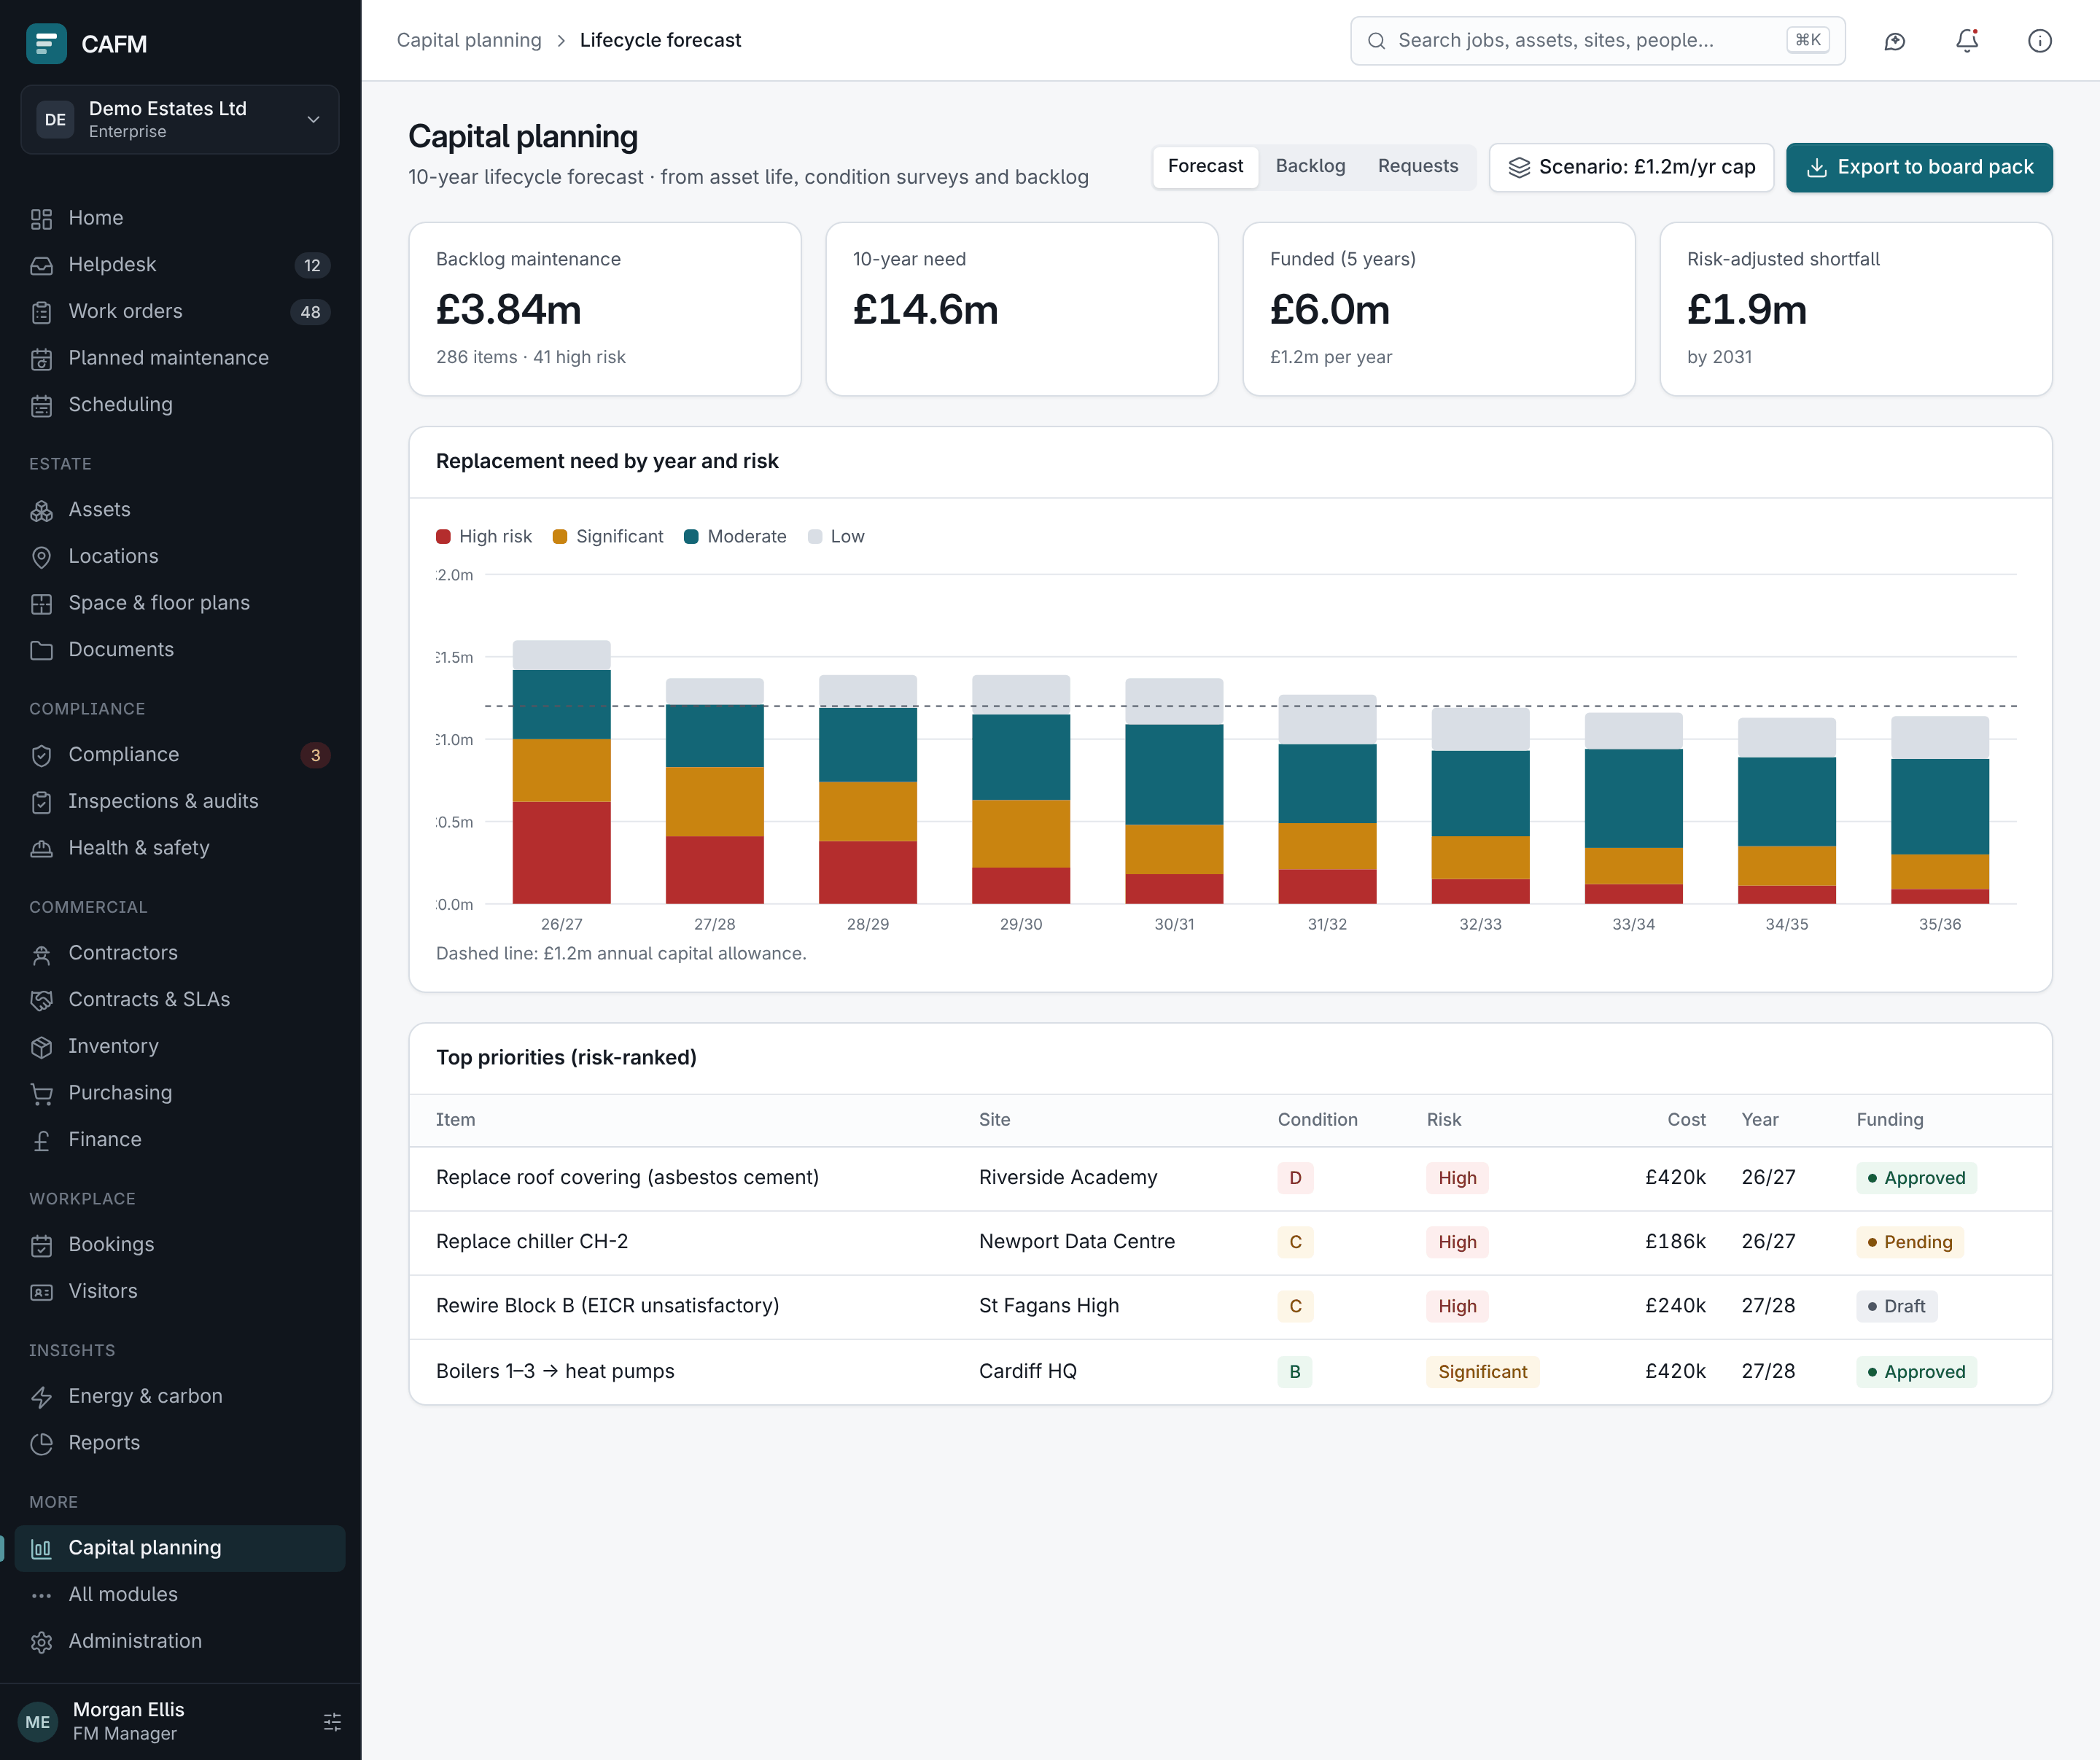 CAFM
DE
Demo Estates Ltd
Enterprise
Home
Helpdesk 12
Work orders 48
Planned maintenance
Scheduling
ESTATE
Assets
Locations
Space & floor plans
Documents
COMPLIANCE
Compliance 3
Inspections & audits
Health & safety
COMMERCIAL
Contractors
Contracts & SLAs
Inventory
Purchasing
Finance
WORKPLACE
Bookings
Visitors
INSIGHTS
Energy & carbon
Reports
MORE
Capital planning
All modules
Administration
ME
Morgan Ellis
FM Manager
Capital planning > Lifecycle forecast
Search jobs, assets, sites, people... ⌘K
Capital planning
10-year lifecycle forecast · from asset life, condition surveys and backlog
Forecast Backlog Requests
Scenario: £1.2m/yr cap
Export to board pack
Backlog maintenance
£3.84m
286 items · 41 high risk
10-year need
£14.6m
Funded (5 years)
£6.0m
£1.2m per year
Risk-adjusted shortfall
£1.9m
by 2031
Replacement need by year and risk
High risk Significant Moderate Low
2.0m
£1.5m
£1.0m
0.5m
0.0m
26/27 27/28 28/29 29/30 30/31 31/32 32/33 33/34 34/35 35/36
Dashed line: £1.2m annual capital allowance.
Top priorities (risk-ranked)
Item Site Condition Risk Cost Year Funding
Replace roof covering (asbestos cement) Riverside Academy D High £420k 26/27 Approved
Replace chiller CH-2 Newport Data Centre C High £186k 26/27 Pending
Rewire Block B (EICR unsatisfactory) St Fagans High C High £240k 27/28 Draft
Boilers 1–3 → heat pumps Cardiff HQ B Significant £420k 27/28 Approved